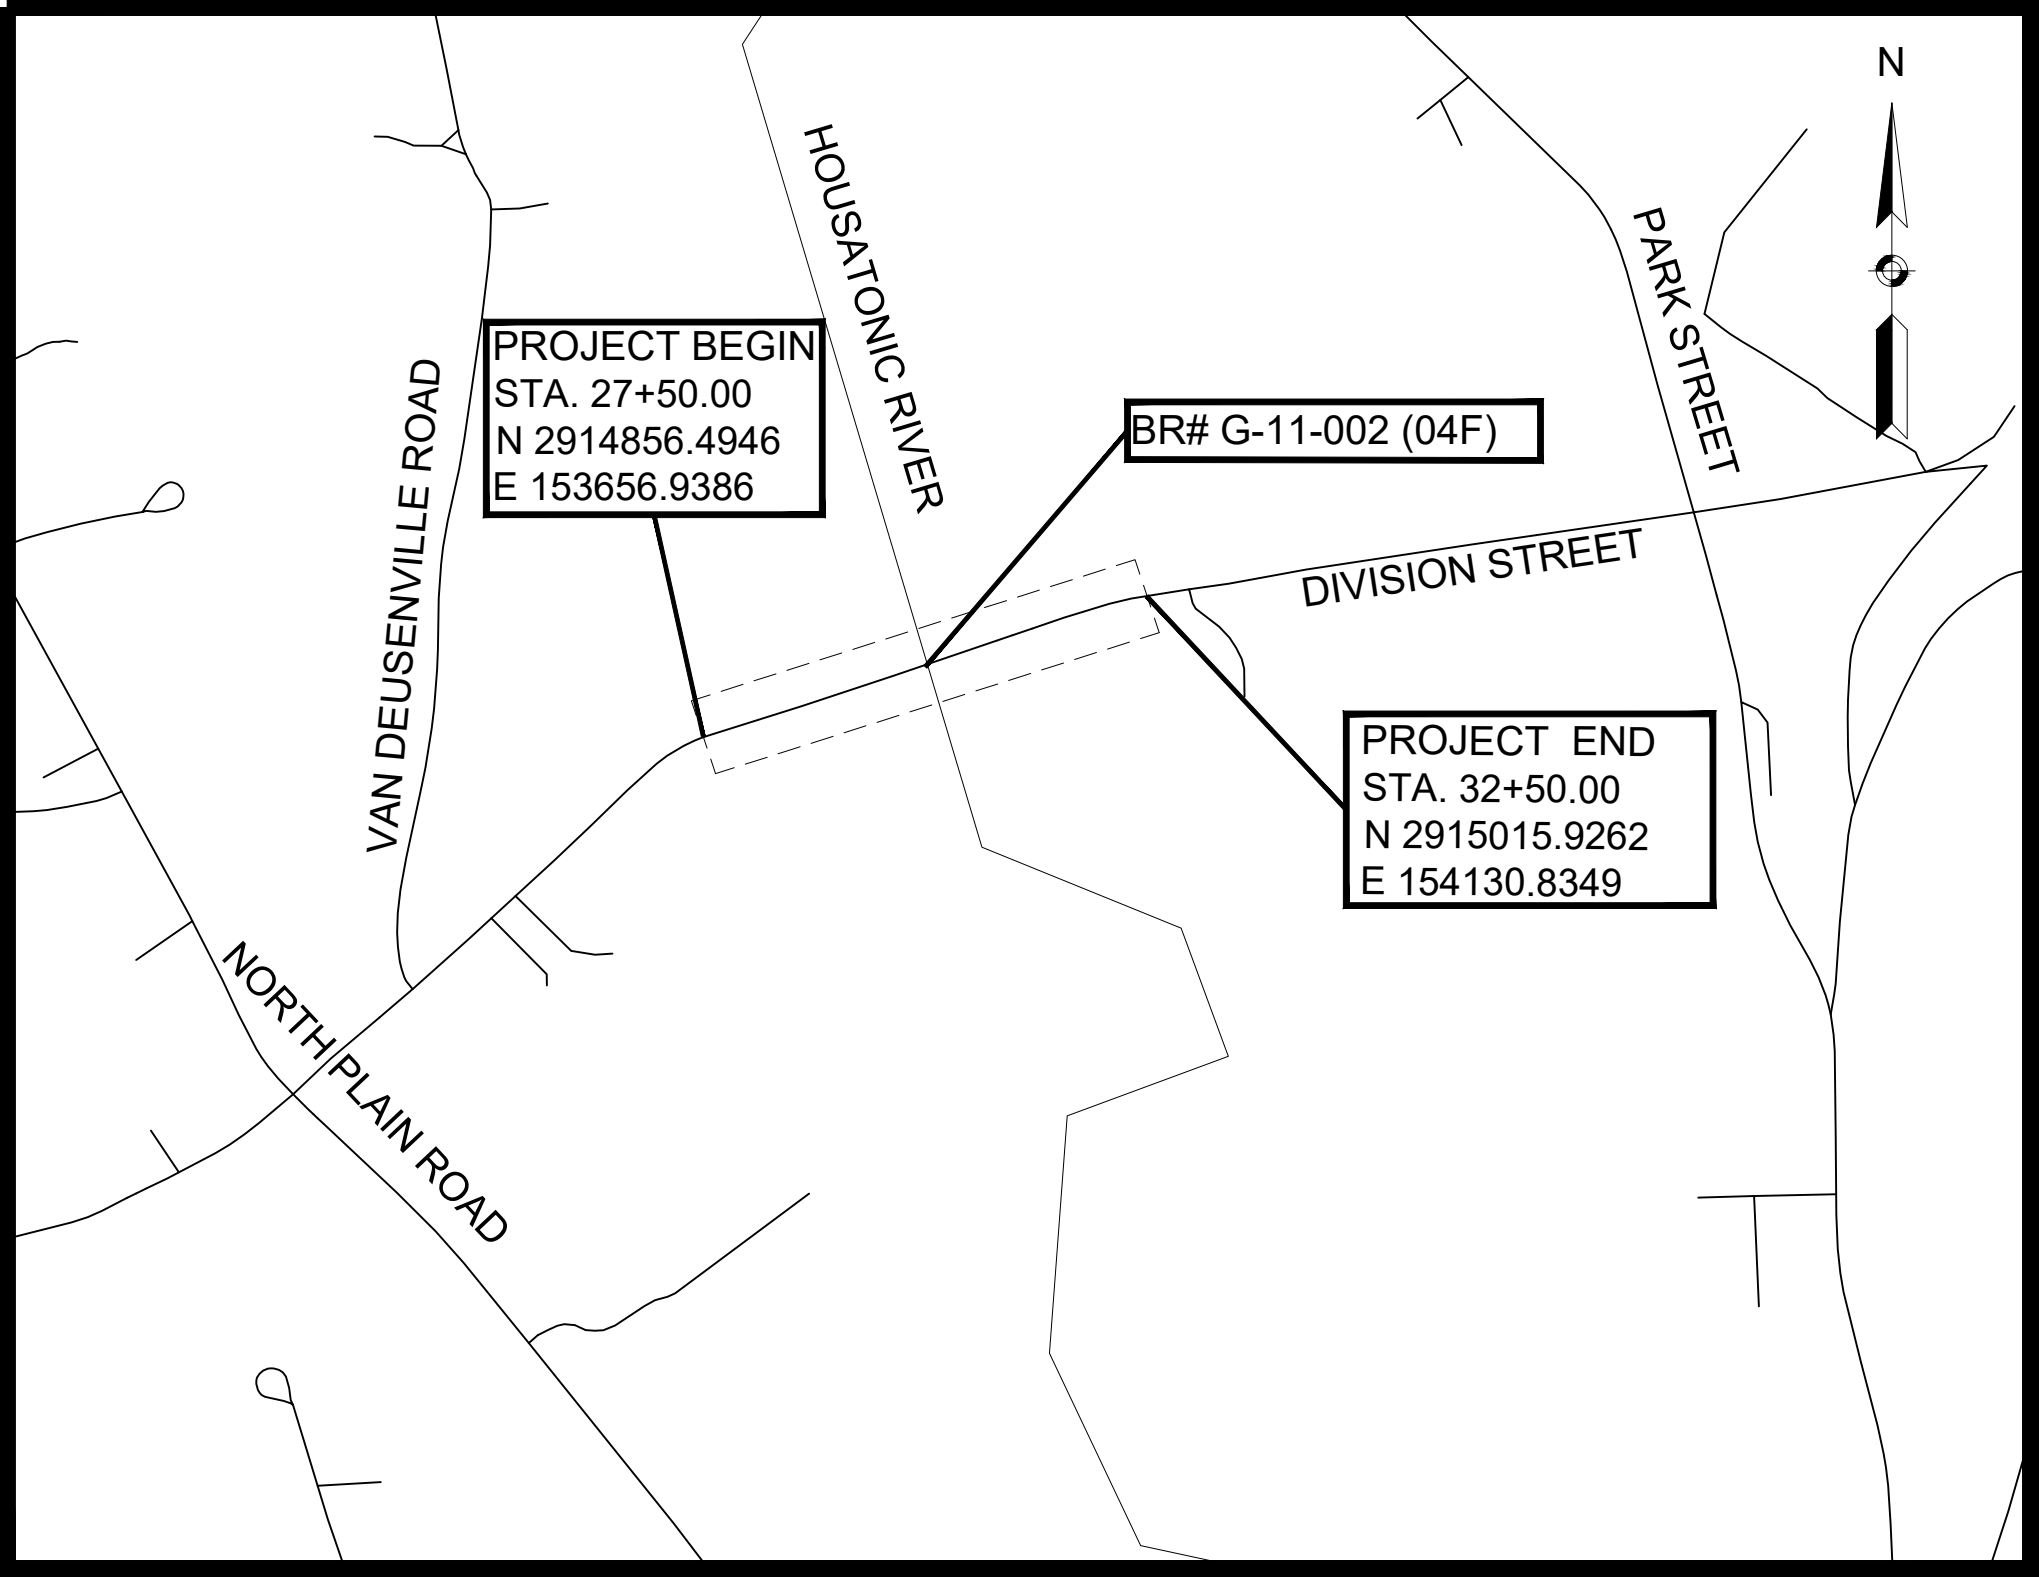 N
HOUSATONIC RIVER
PARK STREET
PROJECT BEGIN
STA. 27+50.00
N 2914856.4946
E 153656.9386
VAN DEUSENVILLE ROAD
BR# G-11-002 (04F)
DIVISION STREET
PROJECT END
STA. 32+50.00
N 2915015.9262
E 154130.8349
NORTH PLAIN ROAD